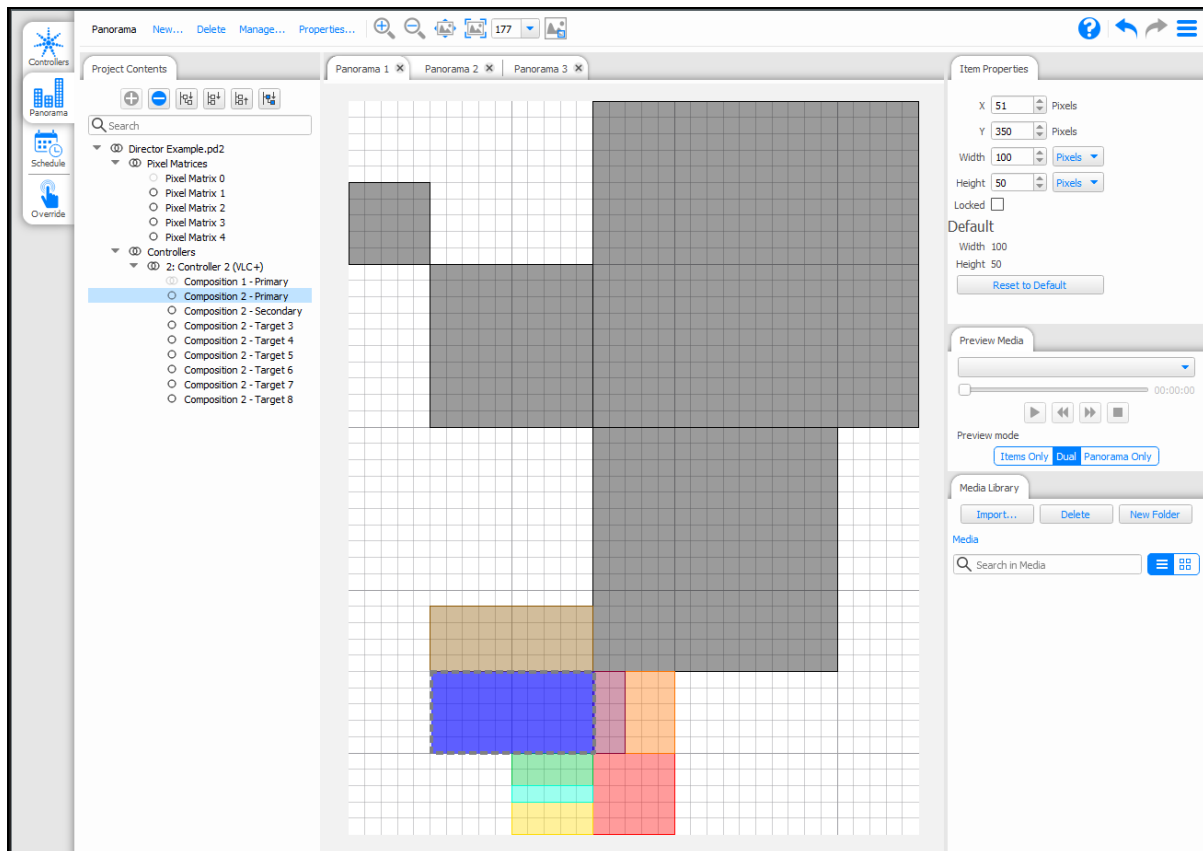 Panorama New... Delete Manage... Properties... 177
Controllers
Panorama
Schedule
Override
Project Contents
Search
Director Example.pd2
Pixel Matrices
Pixel Matrix 0
Pixel Matrix 1
Pixel Matrix 2
Pixel Matrix 3
Pixel Matrix 4
Controllers
2: Controller 2 (VLC+)
Composition 1 - Primary
Composition 2 - Primary
Composition 2 - Secondary
Composition 2 - Target 3
Composition 2 - Target 4
Composition 2 - Target 5
Composition 2 - Target 6
Composition 2 - Target 7
Composition 2 - Target 8
Panorama 1 Panorama 2 Panorama 3
Item Properties
X 51 Pixels
Y 350 Pixels
Width 100 Pixels
Height 50 Pixels
Locked
Default
Width 100
Height 50
Reset to Default
Preview Media
00:00:00
Preview mode
Items Only Dual Panorama Only
Media Library
Import... Delete New Folder
Media
Search in Media